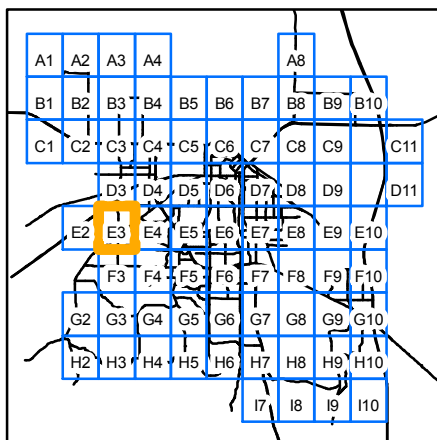 A1 A2 A3 A4 A8
B1 B2 B3 B4 B5 B6 B7 B8 B9 B10
C1 C2 C3 C4 C5 C6 C7 C8 C9 C11
D3 D4 D5 D6 D7 D8 D9 D11
E2 E3 E4 E5 E6 E7 E8 E9 E10
F3 F4 F5 F6 F7 F8 F9 F10
G2 G3 G4 G5 G6 G7 G8 G9 G10
H2 H3 H4 H5 H6 H7 H8 H9 H10
I7 I8 I9 I10